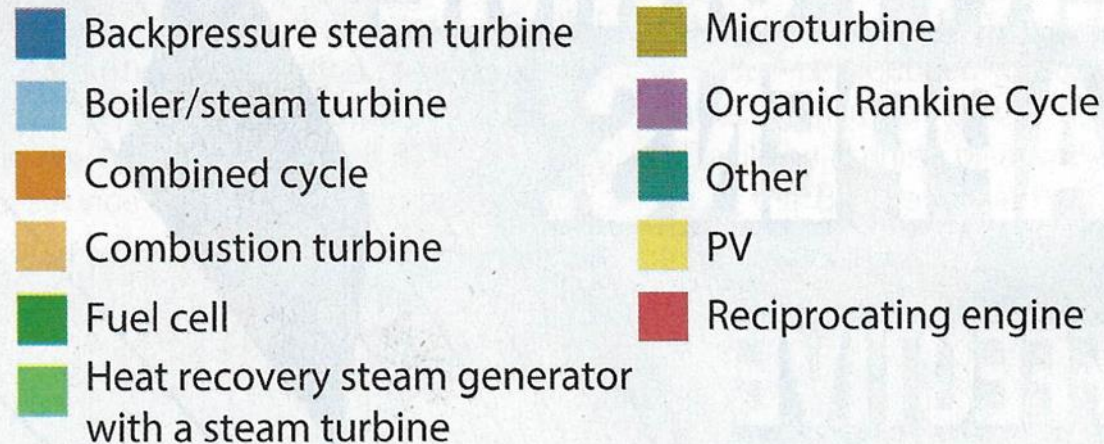 Backpressure steam turbine
Boiler/steam turbine
Combined cycle
Combustion turbine
Fuel cell
Heat recovery steam generator
with a steam turbine
Microturbine
Organic Rankine Cycle
Other
PV
Reciprocating engine